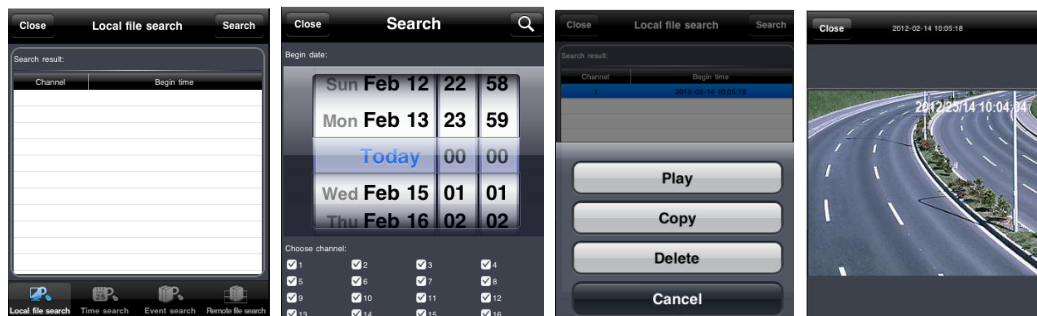 Close Local file search Search
Search result:
Channel Begin time
Local file search Time search Event search Remote file search
Close Search
Begin date:
Sun Feb 12 22 58
Mon Feb 13 23 59
Today 00 00
Wed Feb 15 01 01
Thu Feb 16 02 02
Choose channel:
1 2 3 4
5 6 7 8
9 10 11 12
13 14 15 16
Close Local file search Search
Search result:
Channel Begin time
1 2012-02-14 10:05:18
Play
Copy
Delete
Cancel
Close 2012-02-14 10:05:18